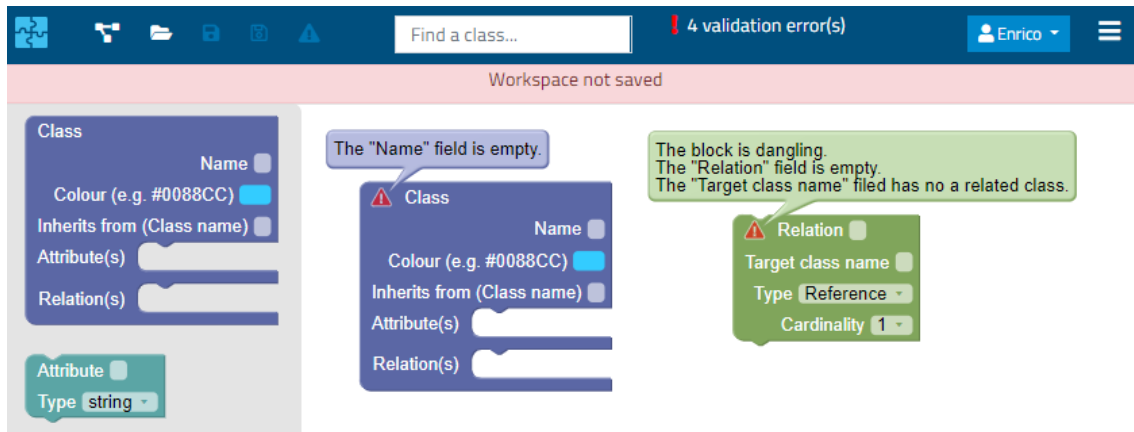 Find a class...
4 validation error(s)
Enrico
Workspace not saved
Class
Name
Colour (e.g. #0088CC)
Inherits from (Class name)
Attribute(s)
Relation(s)
Attribute
Type string
The "Name" field is empty.
Class
Name
Colour (e.g. #0088CC)
Inherits from (Class name)
Attribute(s)
Relation(s)
The block is dangling.
The "Relation" field is empty.
The "Target class name" filed has no a related class.
Relation
Target class name
Type Reference
Cardinality 1